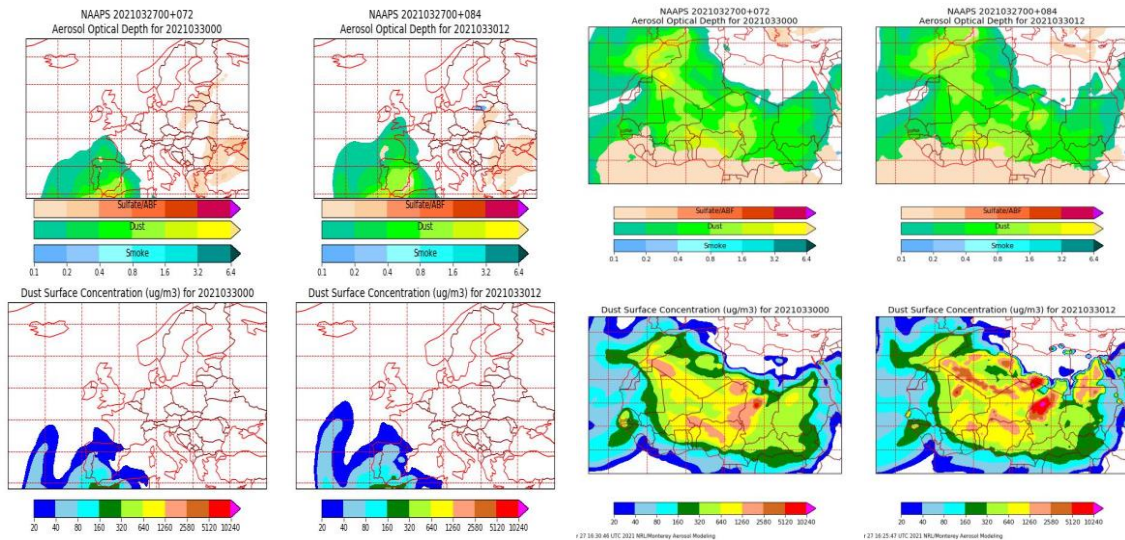 NAAPS 2021032700+072
Aerosol Optical Depth for 2021033000
Sulfate/ABF
Dust
Smoke
0.1 0.2 0.4 0.8 1.6 3.2 6.4
NAAPS 2021032700+084
Aerosol Optical Depth for 2021033012
Sulfate/ABF
Dust
Smoke
0.1 0.2 0.4 0.8 1.6 3.2 6.4
NAAPS 2021032700+072
Aerosol Optical Depth for 2021033000
Sulfate/ABF
Dust
Smoke
0.1 0.2 0.4 0.8 1.6 3.2 6.4
NAAPS 2021032700+084
Aerosol Optical Depth for 2021033012
Sulfate/ABF
Dust
Smoke
0.1 0.2 0.4 0.8 1.6 3.2 6.4
Dust Surface Concentration (ug/m3) for 2021033000
20 40 80 160 320 640 1260 2580 5120 10240
Dust Surface Concentration (ug/m3) for 2021033012
20 40 80 160 320 640 1260 2580 5120 10240
Dust Surface Concentration (ug/m3) for 2021033000
20 40 80 160 320 640 1260 2580 5120 10240
r 27 16:30:46 UTC 2021 NRL/Monterey Aerosol Modeling
Dust Surface Concentration (ug/m3) for 2021033012
20 40 80 160 320 640 1260 2580 5120 10240
r 27 16:25:47 UTC 2021 NRL/Monterey Aerosol Modeling